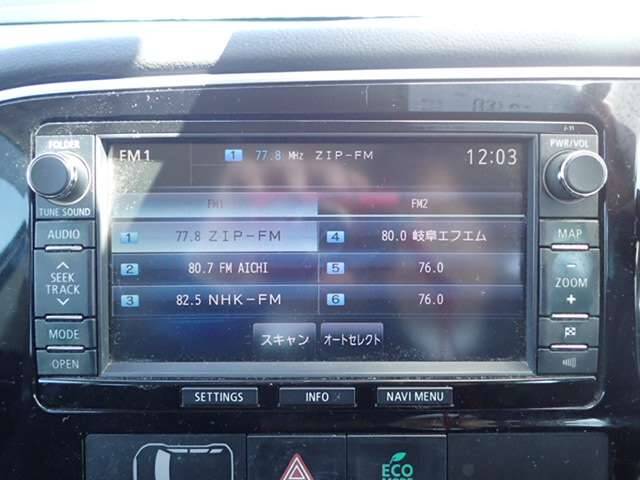 J-11
FOLDER
PWR/VOL
FM1 1 77.8 MHz ZIP-FM 12:03
TUNE SOUND
FM1 FM2
AUDIO
MAP
1 77.8 ZIP-FM 4 80.0 岐阜エフエム
2 80.7 FM AICHI 5 76.0
3 82.5 NHK-FM 6 76.0
SEEK
TRACK
ZOOM
MODE
スキャン オートセレクト
OPEN
SETTINGS INFO NAVI MENU
ECO
MODE